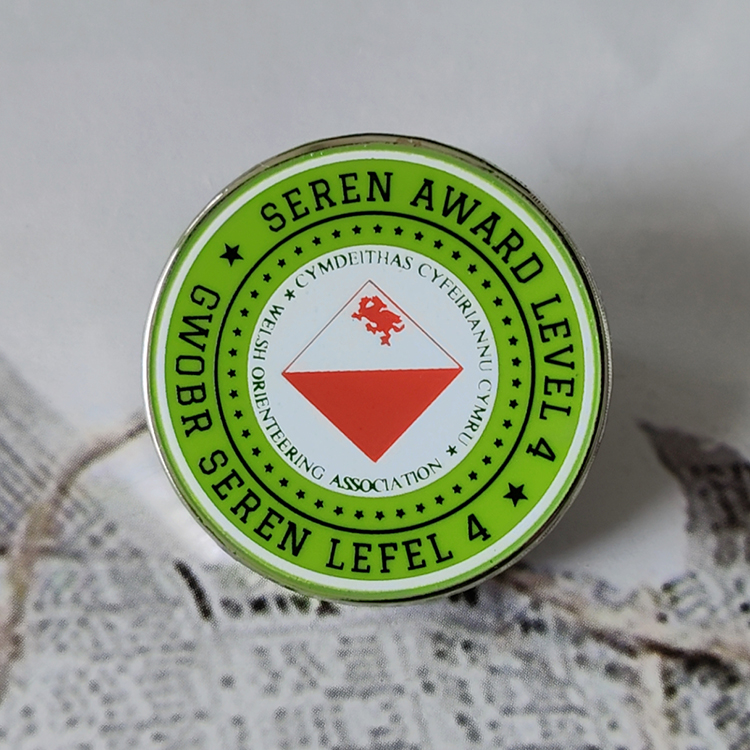 SEREN AWARD LEVEL 4
GWOBR SEREN LEFEL 4
CYMDEITHAS CYFEIRIANNU CYMRU
WELSH ORIENTEERING ASSOCIATION